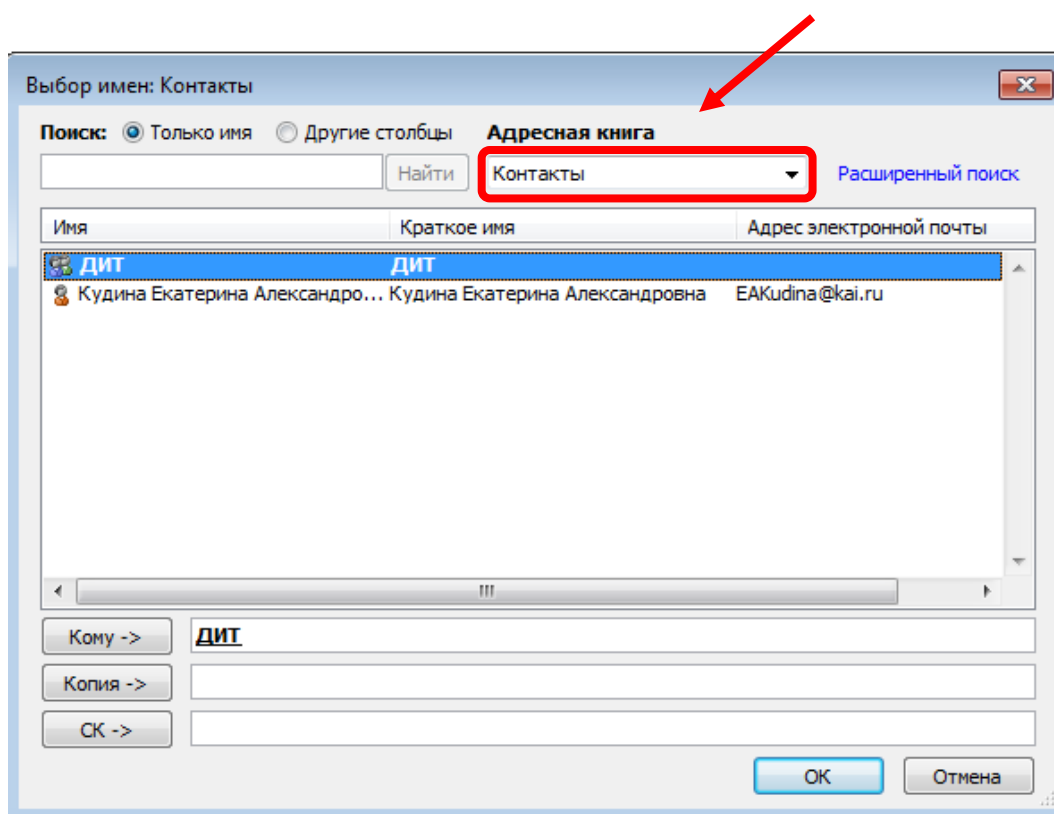 Выбор имен: Контакты
Поиск: Только имя Другие столбцы Адресная книга
Найти Контакты Расширенный поиск
Имя Краткое имя Адрес электронной почты
ДИТ ДИТ
Кудина Екатерина Александро... Кудина Екатерина Александровна EAKudina@kai.ru
Кому -> ДИТ
Копия ->
СК ->
ОК Отмена